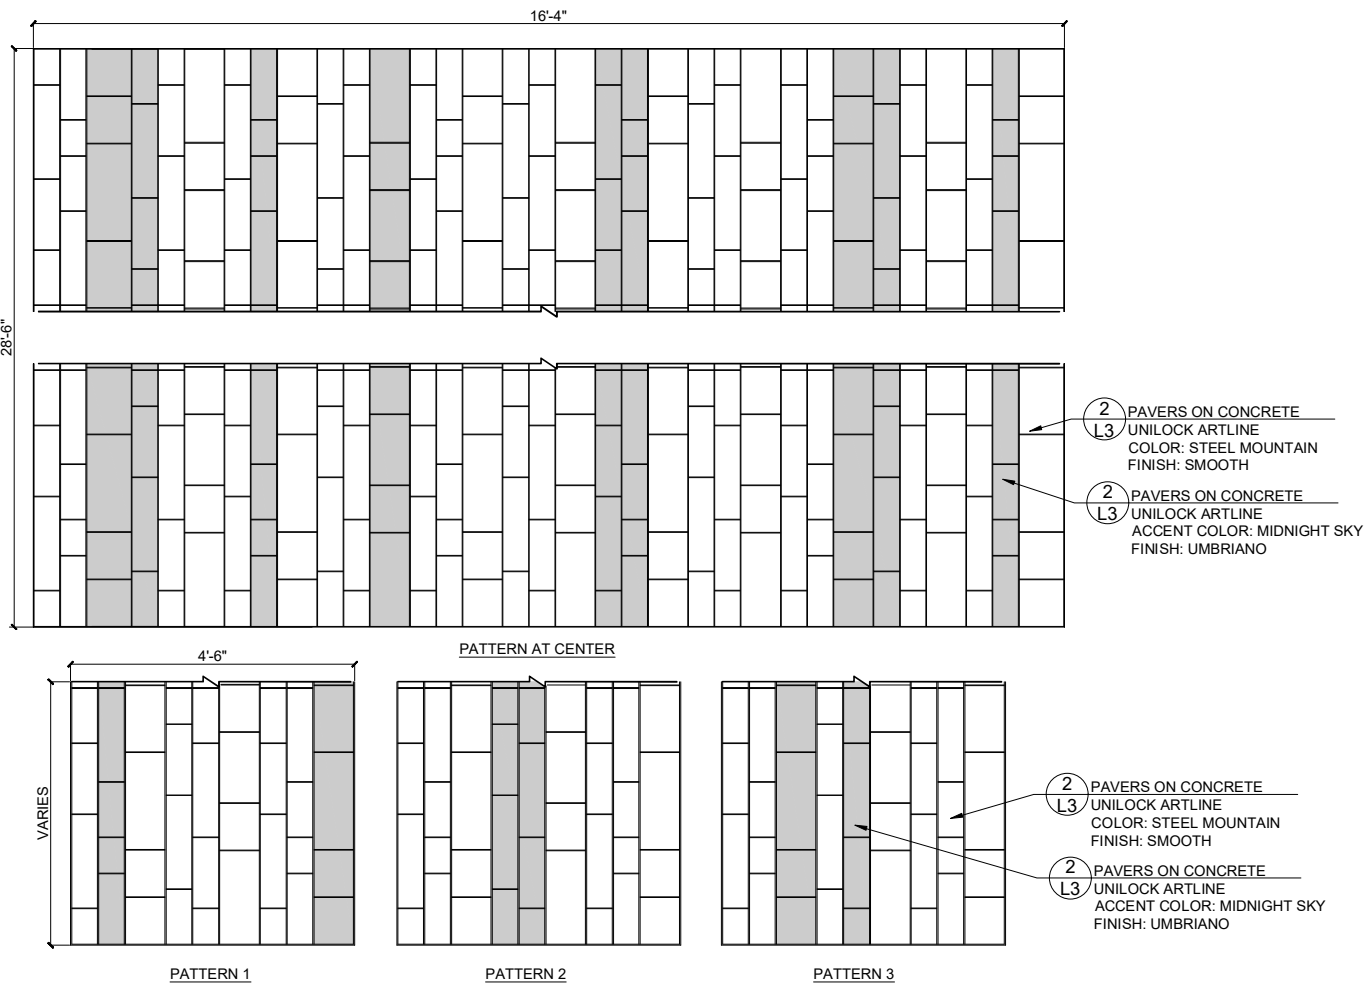 16'-4"
28'-6"
2
L3
PAVERS ON CONCRETE
UNILOCK ARTLINE
COLOR: STEEL MOUNTAIN
FINISH: SMOOTH
2
L3
PAVERS ON CONCRETE
UNILOCK ARTLINE
ACCENT COLOR: MIDNIGHT SKY
FINISH: UMBRIANO
PATTERN AT CENTER
4'-6"
VARIES
2
L3
PAVERS ON CONCRETE
UNILOCK ARTLINE
COLOR: STEEL MOUNTAIN
FINISH: SMOOTH
2
L3
PAVERS ON CONCRETE
UNILOCK ARTLINE
ACCENT COLOR: MIDNIGHT SKY
FINISH: UMBRIANO
PATTERN 1
PATTERN 2
PATTERN 3